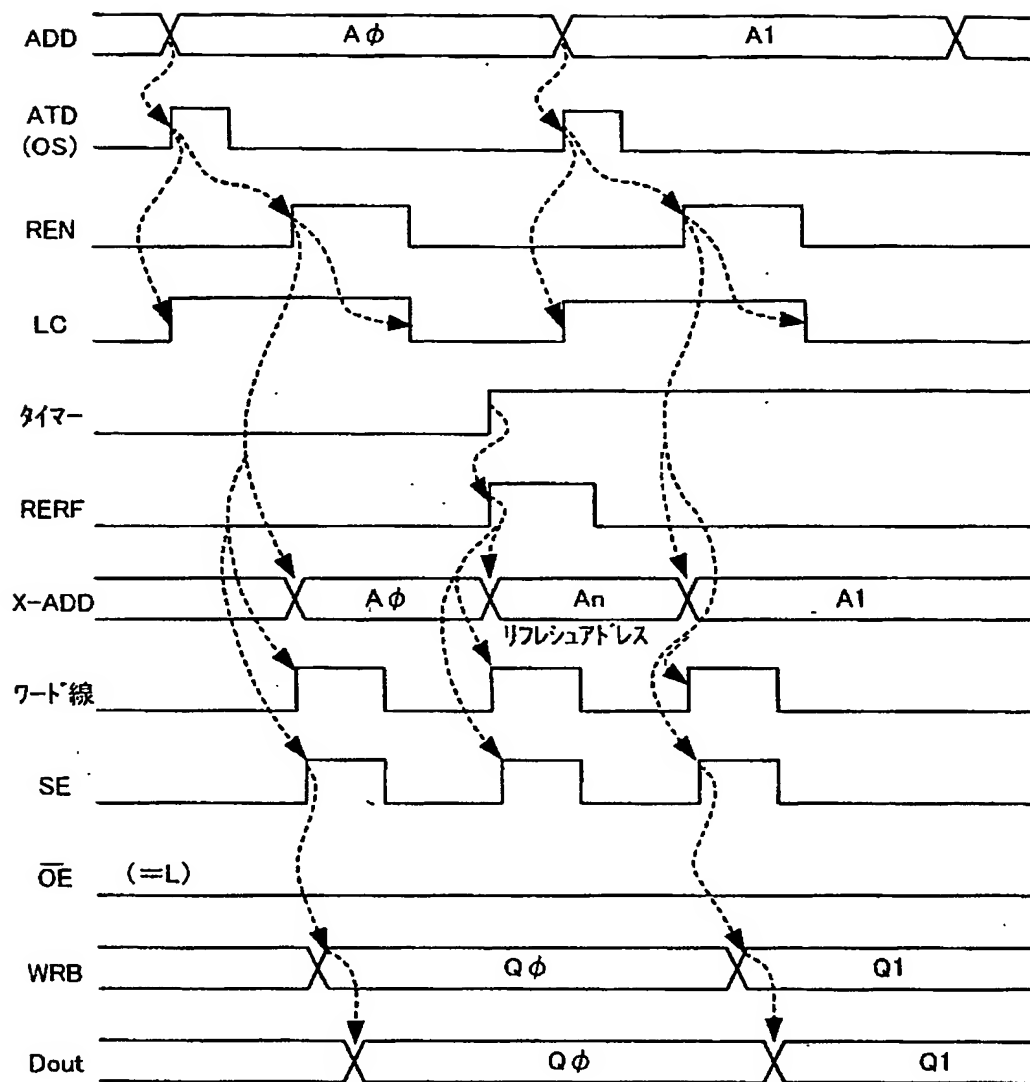 ADD Aφ A1
ATD
(OS)
REN
LC
タイマー
RERF
X-ADD Aφ An A1
リフレシュアドレス
ワード線
SE
O̅E̅ (=L)
WRB Qφ Q1
Dout Qφ Q1